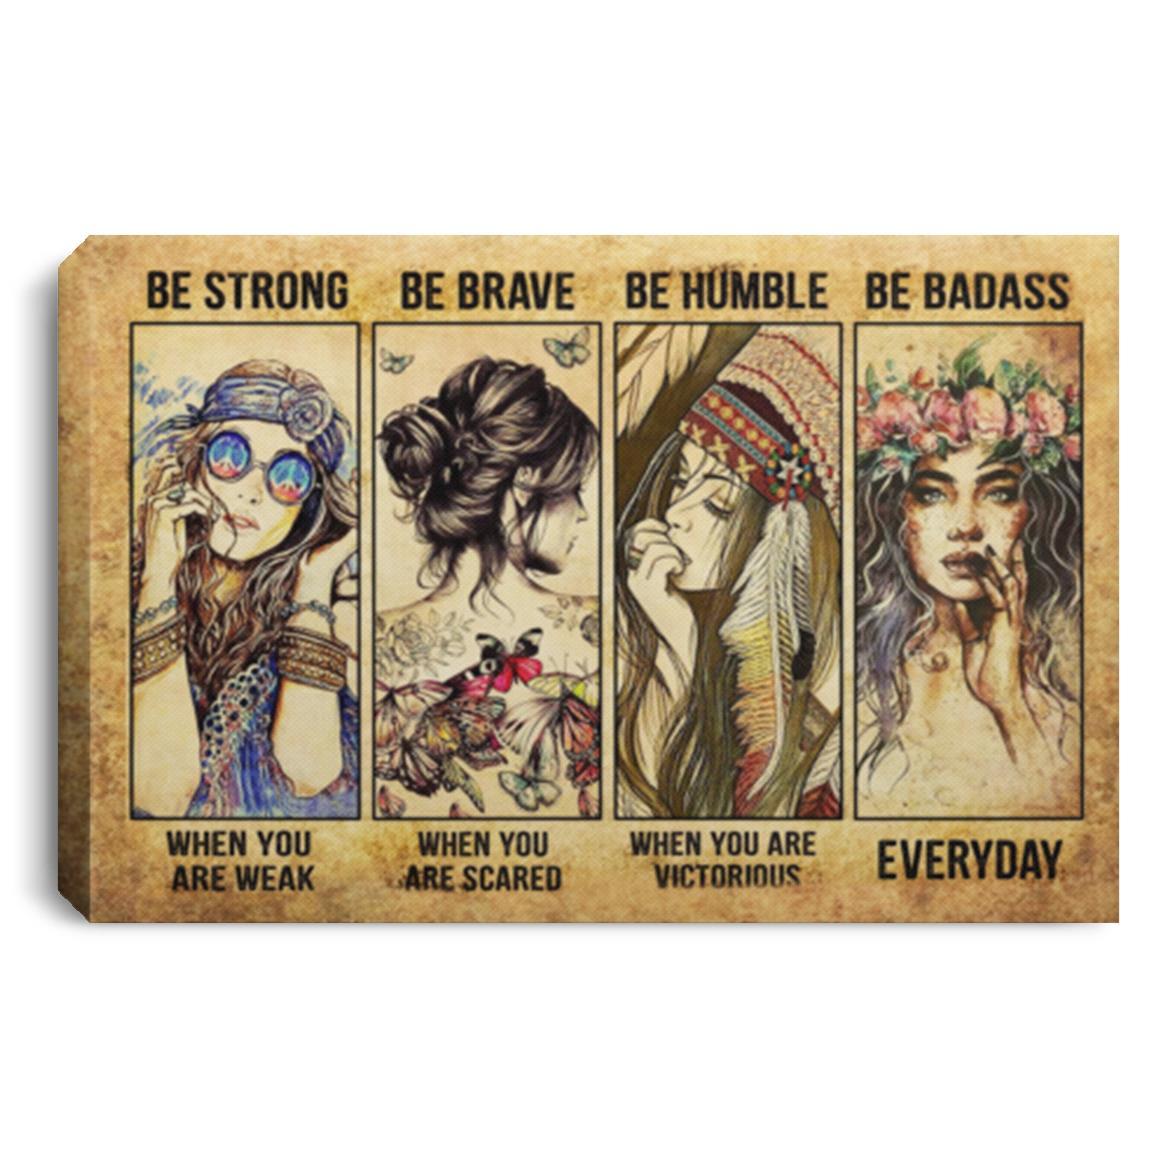 BE STRONG
WHEN YOU
ARE WEAK
BE BRAVE
WHEN YOU
ARE SCARED
BE HUMBLE
WHEN YOU ARE
VICTORIOUS
BE BADASS
EVERYDAY